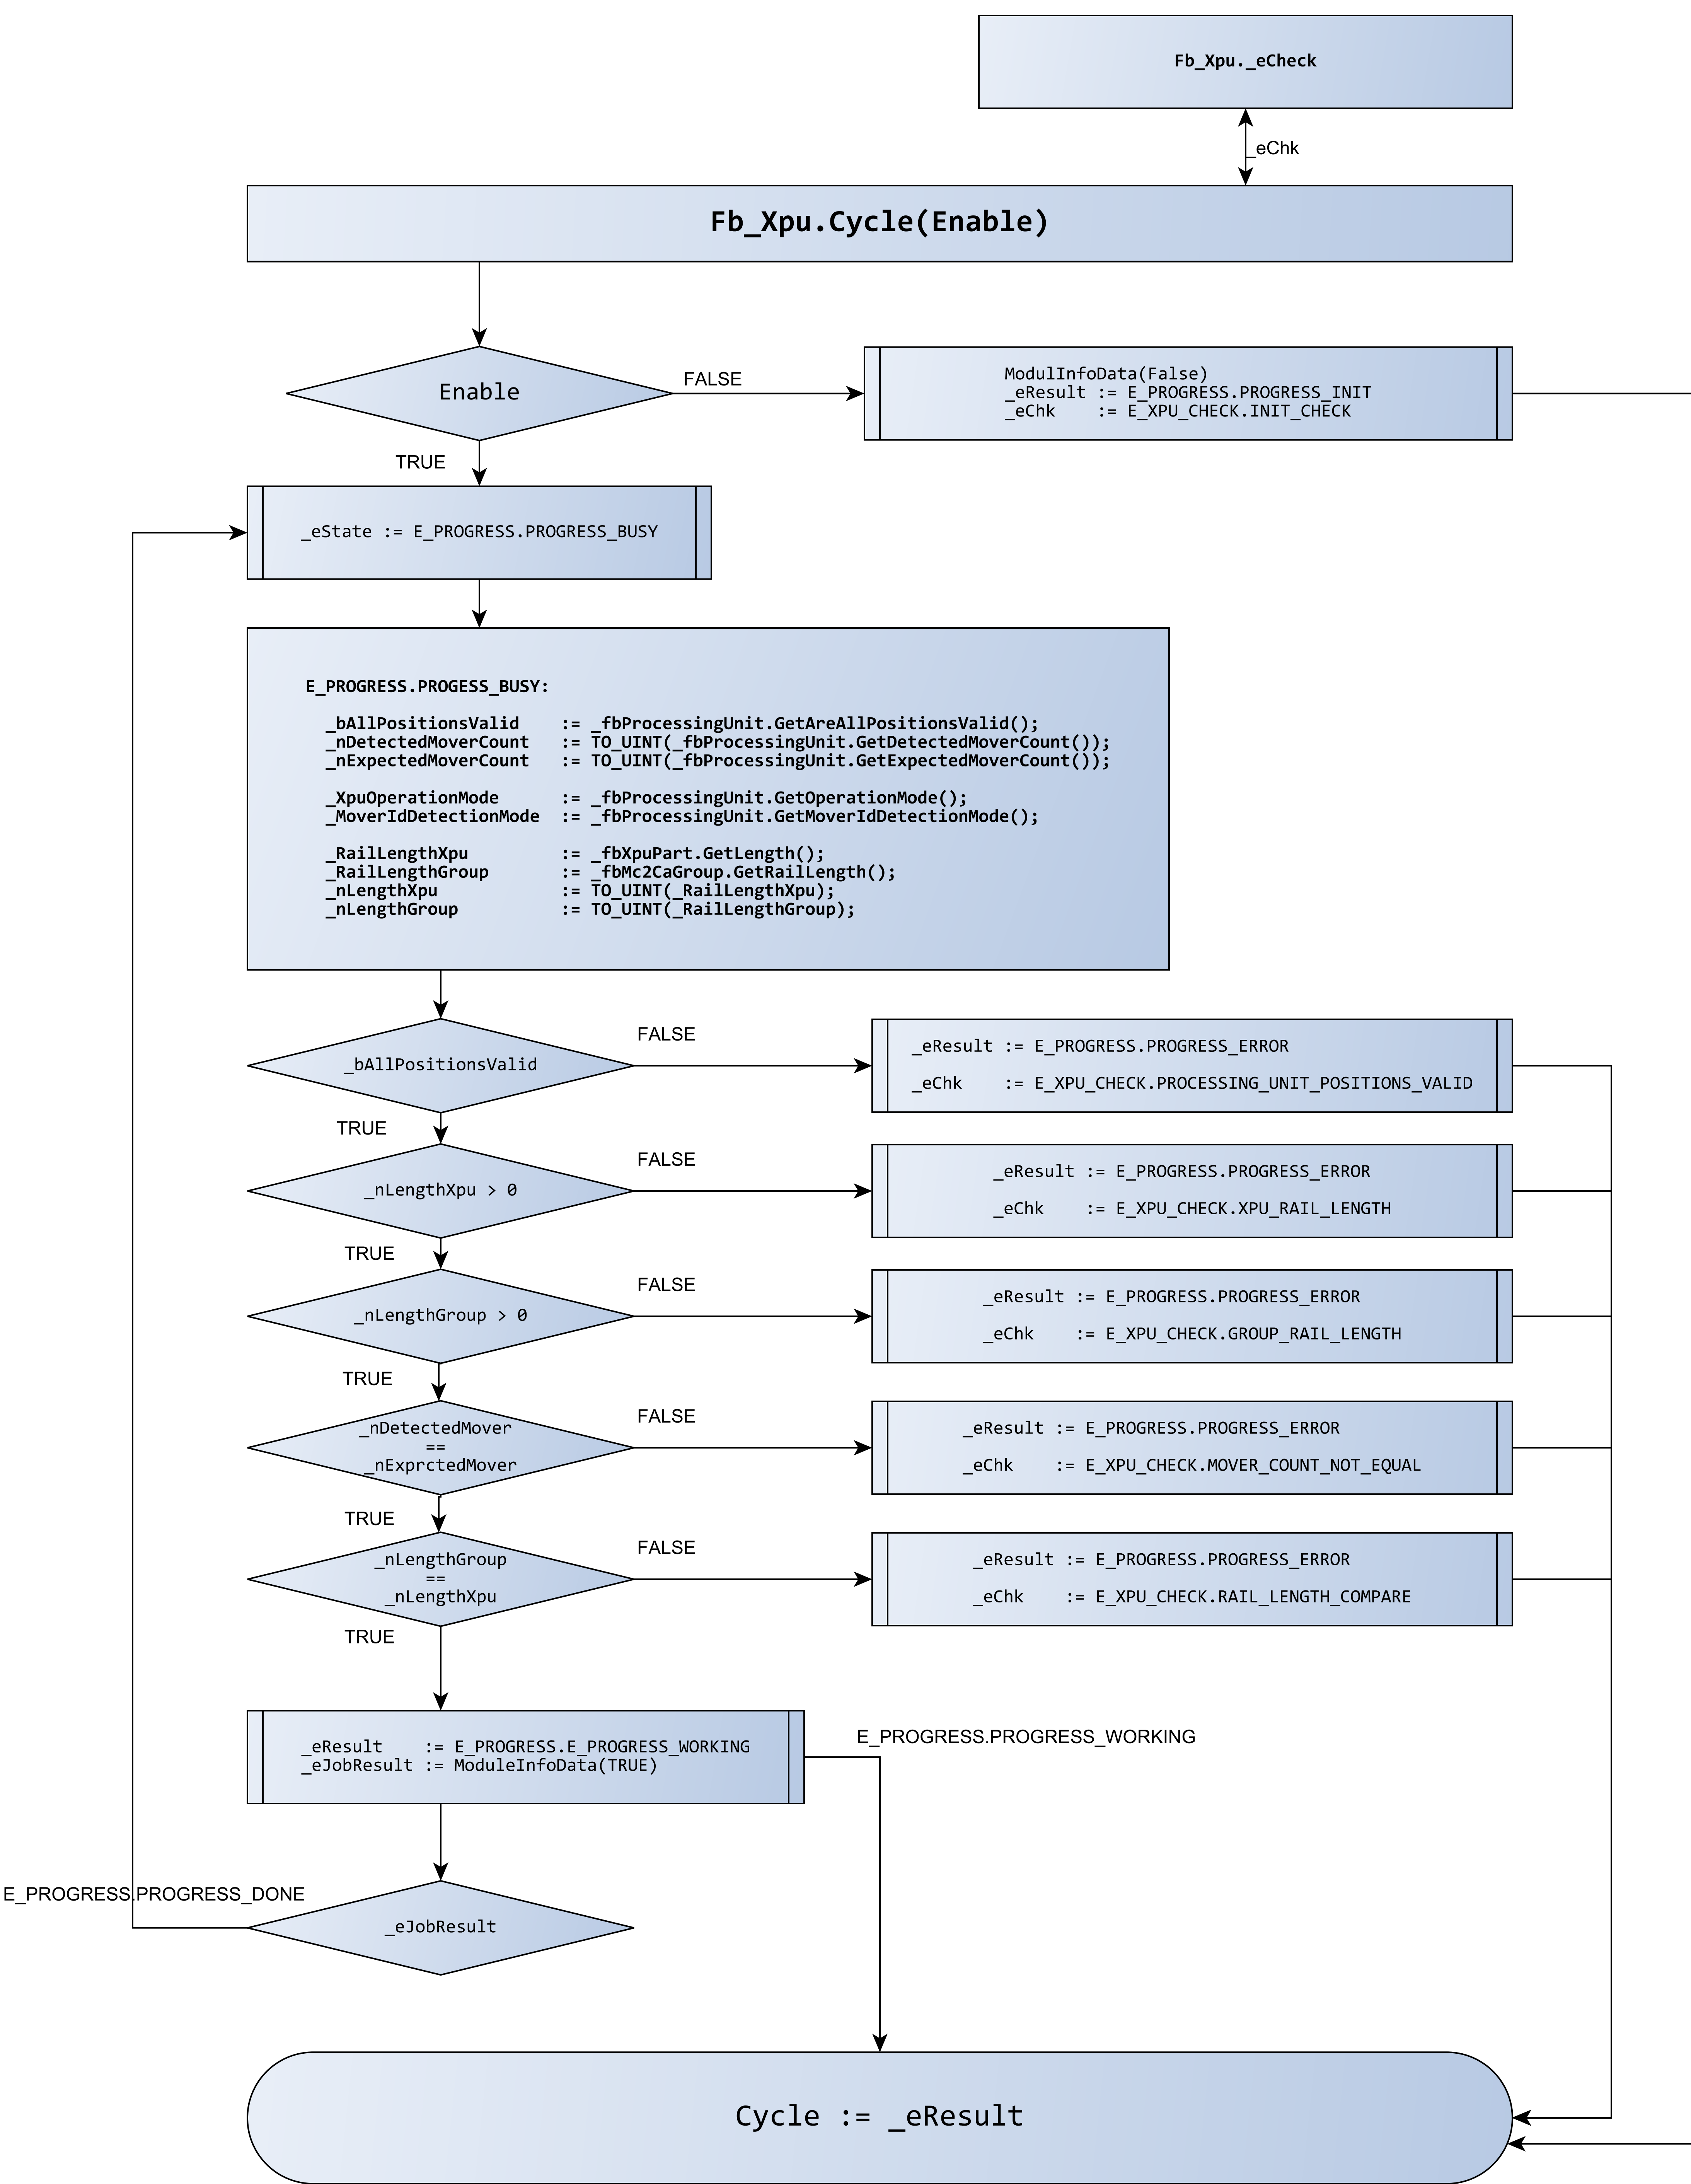 Fb_Xpu._eCheck
_eChk
Fb_Xpu.Cycle(Enable)
Enable
FALSE
ModulInfoData(False)
_eResult := E_PROGRESS.PROGRESS_INIT
_eChk    := E_XPU_CHECK.INIT_CHECK
TRUE
_eState := E_PROGRESS.PROGRESS_BUSY
E_PROGRESS.PROGESS_BUSY:
_bAllPositionsValid    := _fbProcessingUnit.GetAreAllPositionsValid();
_nDetectedMoverCount   := TO_UINT(_fbProcessingUnit.GetDetectedMoverCount());
_nExpectedMoverCount   := TO_UINT(_fbProcessingUnit.GetExpectedMoverCount());
_XpuOperationMode      := _fbProcessingUnit.GetOperationMode();
_MoverIdDetectionMode  := _fbProcessingUnit.GetMoverIdDetectionMode();
_RailLengthXpu         := _fbXpuPart.GetLength();
_RailLengthGroup       := _fbMc2CaGroup.GetRailLength();
_nLengthXpu            := TO_UINT(_RailLengthXpu);
_nLengthGroup          := TO_UINT(_RailLengthGroup);
_bAllPositionsValid
FALSE
_eResult := E_PROGRESS.PROGRESS_ERROR
_eChk    := E_XPU_CHECK.PROCESSING_UNIT_POSITIONS_VALID
TRUE
_nLengthXpu > 0
FALSE
_eResult := E_PROGRESS.PROGRESS_ERROR
_eChk    := E_XPU_CHECK.XPU_RAIL_LENGTH
TRUE
_nLengthGroup > 0
FALSE
_eResult := E_PROGRESS.PROGRESS_ERROR
_eChk    := E_XPU_CHECK.GROUP_RAIL_LENGTH
TRUE
_nDetectedMover
==
_nExprctedMover
FALSE
_eResult := E_PROGRESS.PROGRESS_ERROR
_eChk    := E_XPU_CHECK.MOVER_COUNT_NOT_EQUAL
TRUE
_nLengthGroup
==
_nLengthXpu
FALSE
_eResult := E_PROGRESS.PROGRESS_ERROR
_eChk    := E_XPU_CHECK.RAIL_LENGTH_COMPARE
TRUE
_eResult    := E_PROGRESS.E_PROGRESS_WORKING
_eJobResult := ModuleInfoData(TRUE)
E_PROGRESS.PROGRESS_WORKING
E_PROGRESS.PROGRESS_DONE
_eJobResult
Cycle := _eResult